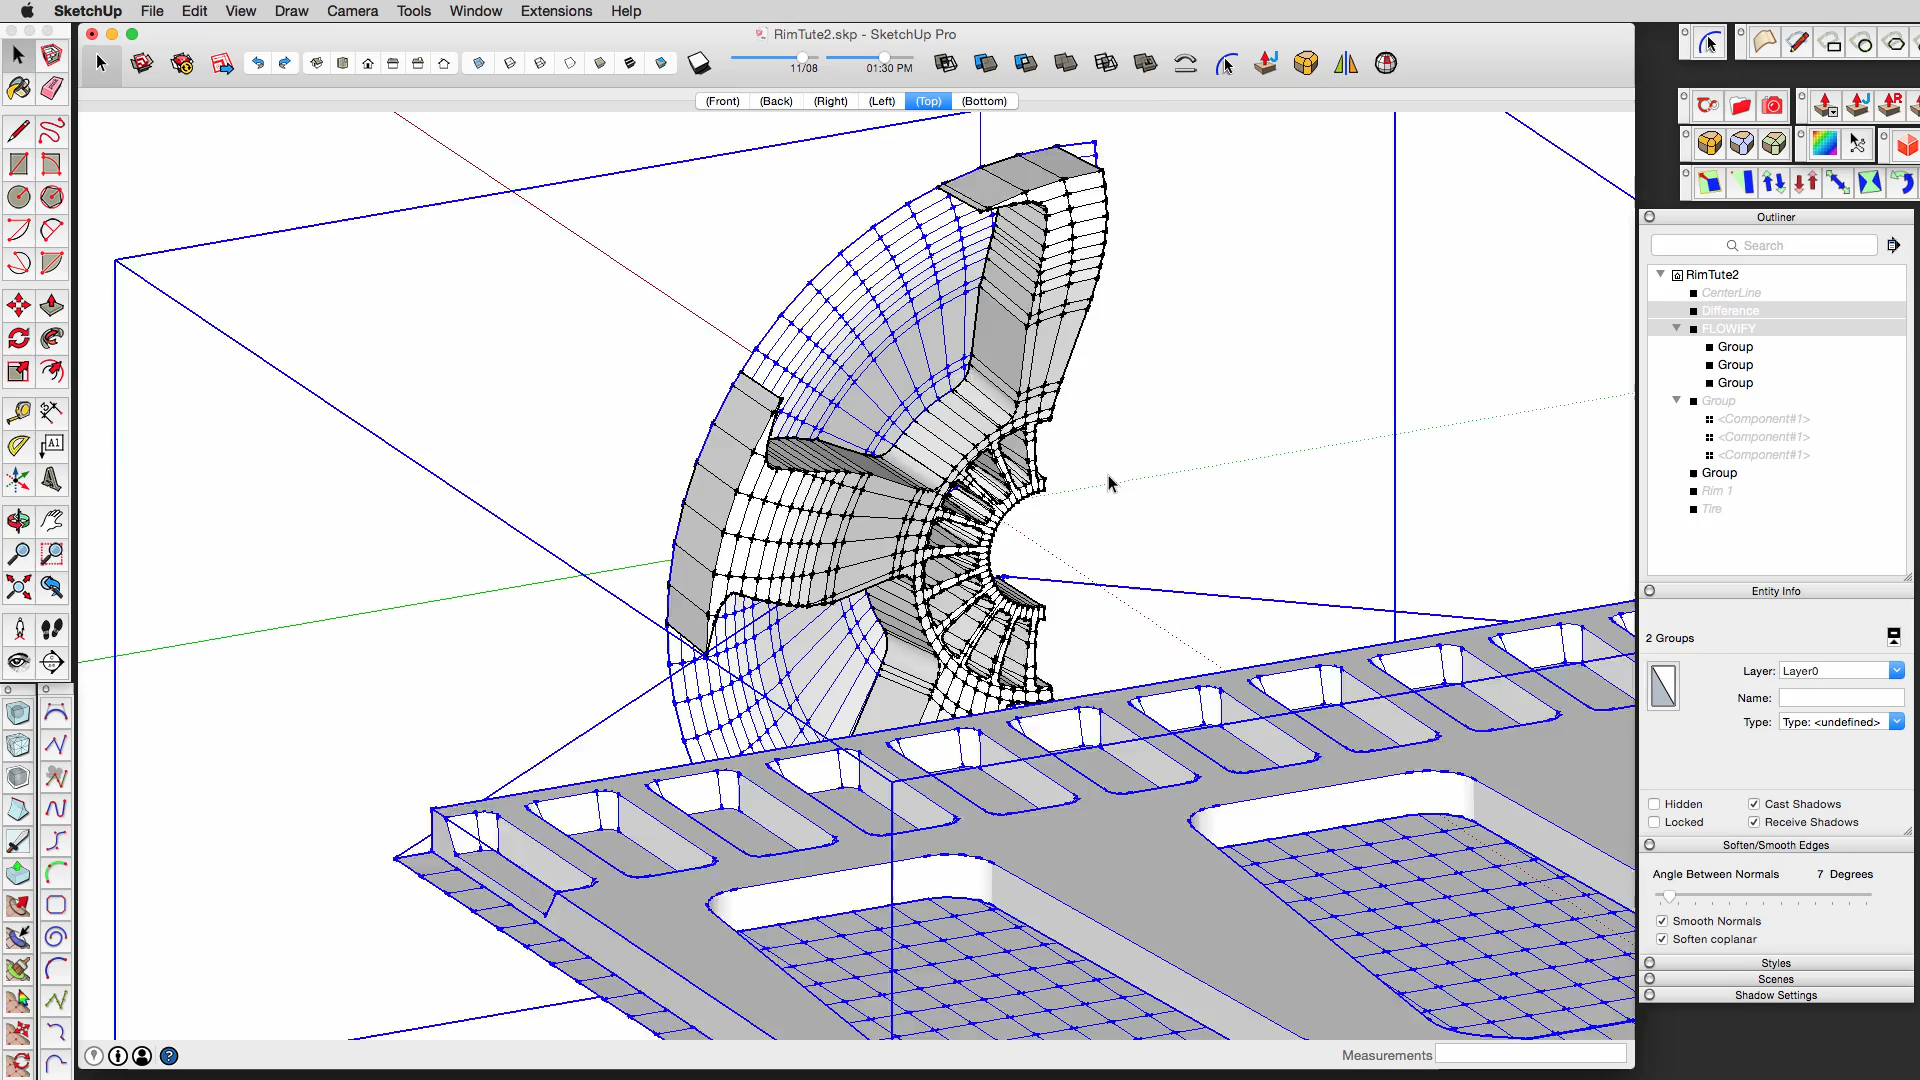 SketchUp File Edit View Draw Camera Tools Window Extensions Help
RimTute2.skp - SketchUp Pro
11/08 01:30 PM
(Front) (Back) (Right) (Left) (Top) (Bottom)
A1
Outliner
Search
RimTute2
CenterLine
Difference
FLOWIFY
Group
Group
Group
Group
<Component#1>
<Component#1>
<Component#1>
Group
Rim 1
Tire
Entity Info
2 Groups
Layer: Layer0
Name:
Type: Type: <undefined>
Hidden Cast Shadows
Locked Receive Shadows
Soften/Smooth Edges
Angle Between Normals 7 Degrees
Smooth Normals
Soften coplanar
Styles
Scenes
Shadow Settings
Measurements